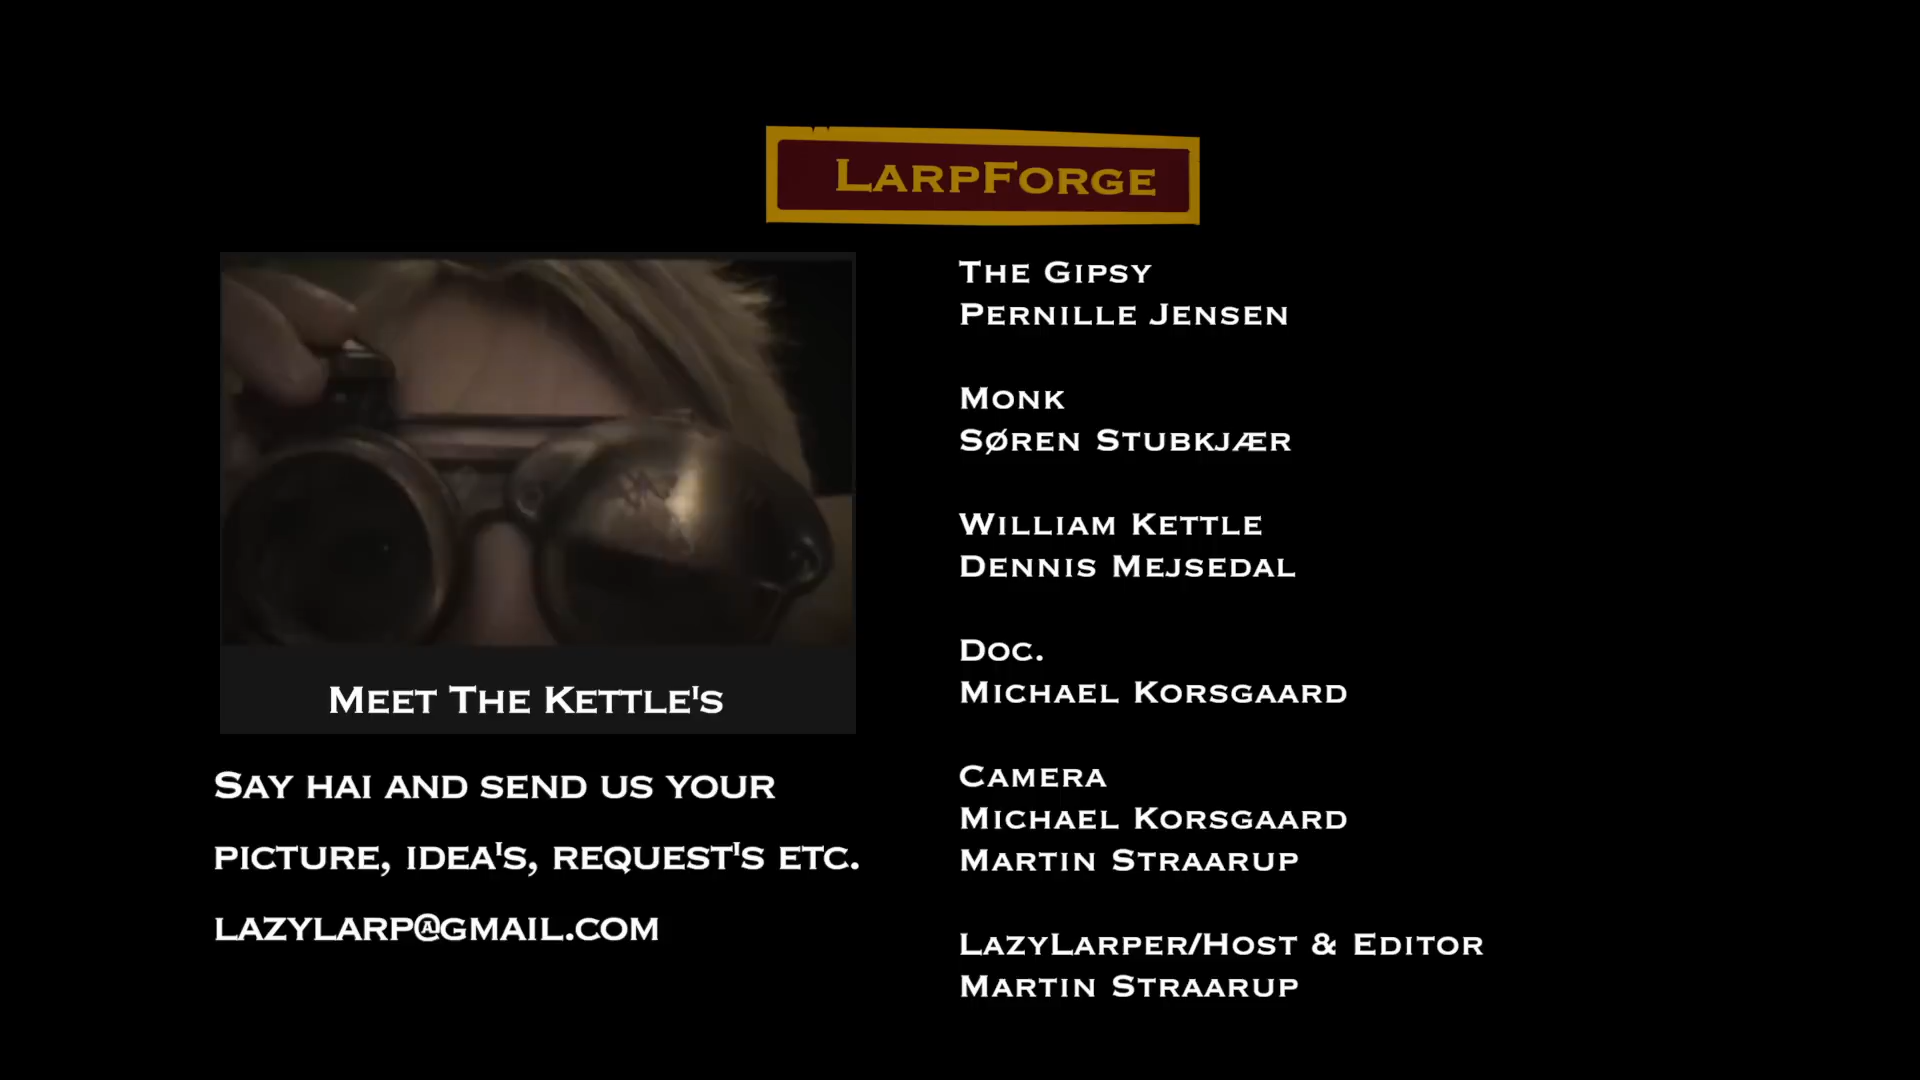 LarpForge
The Gipsy
Pernille Jensen
Monk
Søren Stubkjær
William Kettle
Dennis Mejsedal
Doc.
Michael Korsgaard
Camera
Michael Korsgaard
Martin Straarup
LazyLarper/Host & Editor
Martin Straarup
Meet The Kettle's
Say hai and send us your
picture, idea's, request's etc.
lazylarp@gmail.com